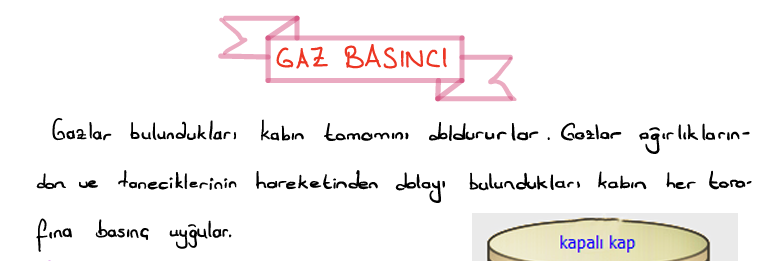 GAZ BASINCI
Gazlar bulundukları kabın tamamını doldururlar. Gazlar ağırlıkların-
dan ve taneciklerinin hareketinden dolayı bulundukları kabın her tara-
fına basınç uygular.
kapalı kap